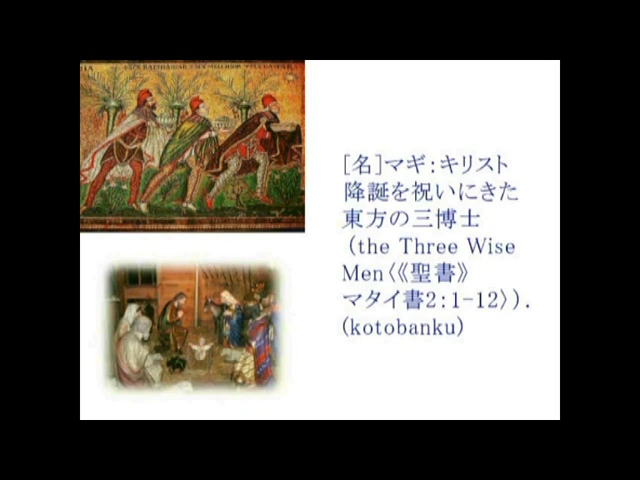 [名]マギ：キリスト
降誕を祝いにきた
東方の三博士
（the Three Wise
Men〈《聖書》
マタイ書2：1-12〉）．
(kotobanku)